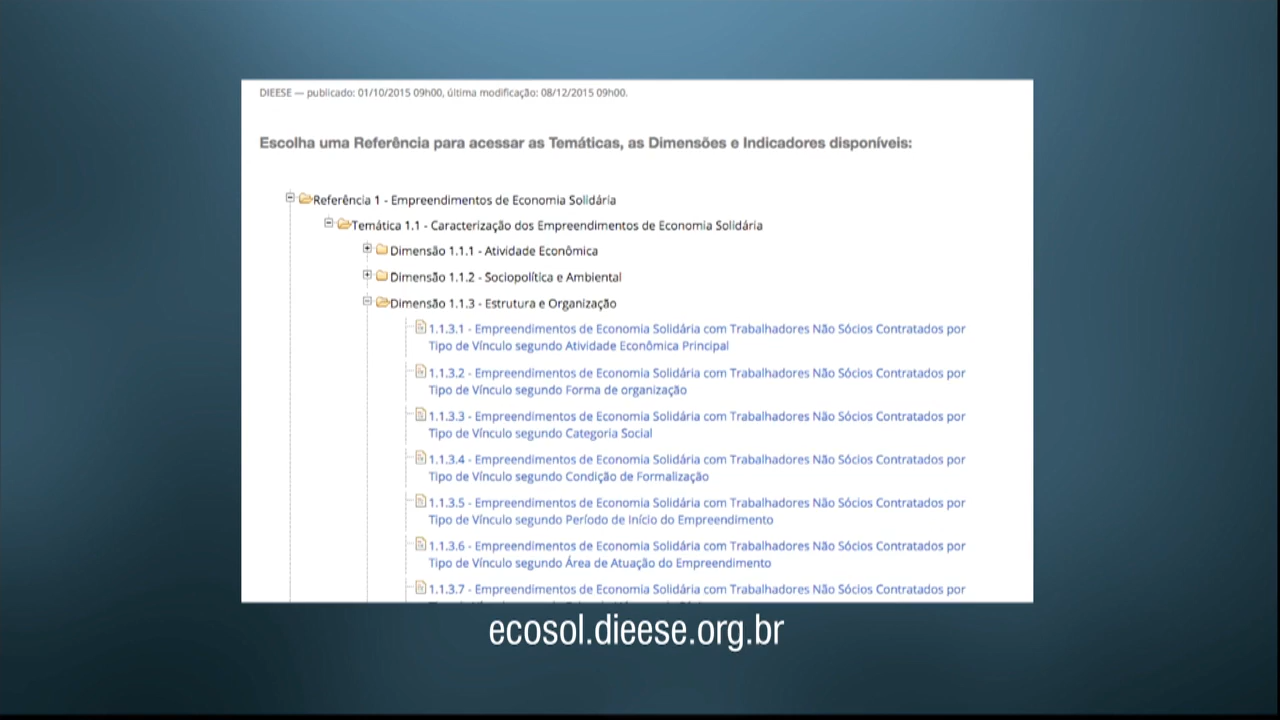 DIEESE — publicado: 01/10/2015 09h00, última modificação: 08/12/2015 09h00.
Escolha uma Referência para acessar as Temáticas, as Dimensões e Indicadores disponíveis:
Referência 1 - Empreendimentos de Economia Solidária
Temática 1.1 - Caracterização dos Empreendimentos de Economia Solidária
Dimensão 1.1.1 - Atividade Econômica
Dimensão 1.1.2 - Sociopolítica e Ambiental
Dimensão 1.1.3 - Estrutura e Organização
1.1.3.1 - Empreendimentos de Economia Solidária com Trabalhadores Não Sócios Contratados por
Tipo de Vínculo segundo Atividade Econômica Principal
1.1.3.2 - Empreendimentos de Economia Solidária com Trabalhadores Não Sócios Contratados por
Tipo de Vínculo segundo Forma de organização
1.1.3.3 - Empreendimentos de Economia Solidária com Trabalhadores Não Sócios Contratados por
Tipo de Vínculo segundo Categoria Social
1.1.3.4 - Empreendimentos de Economia Solidária com Trabalhadores Não Sócios Contratados por
Tipo de Vínculo segundo Condição de Formalização
1.1.3.5 - Empreendimentos de Economia Solidária com Trabalhadores Não Sócios Contratados por
Tipo de Vínculo segundo Período de Início do Empreendimento
1.1.3.6 - Empreendimentos de Economia Solidária com Trabalhadores Não Sócios Contratados por
Tipo de Vínculo segundo Área de Atuação do Empreendimento
1.1.3.7 - Empreendimentos de Economia Solidária com Trabalhadores Não Sócios Contratados por
ecosol.dieese.org.br